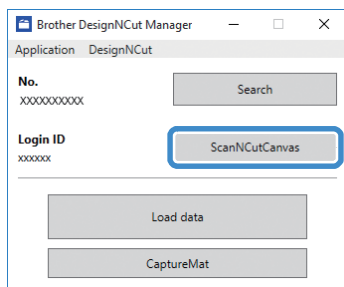 Brother DesignNCut Manager
Application DesignNCut
No.
XXXXXXXXXX
Search
Login ID
xxxxxx
ScanNCutCanvas
Load data
CaptureMat